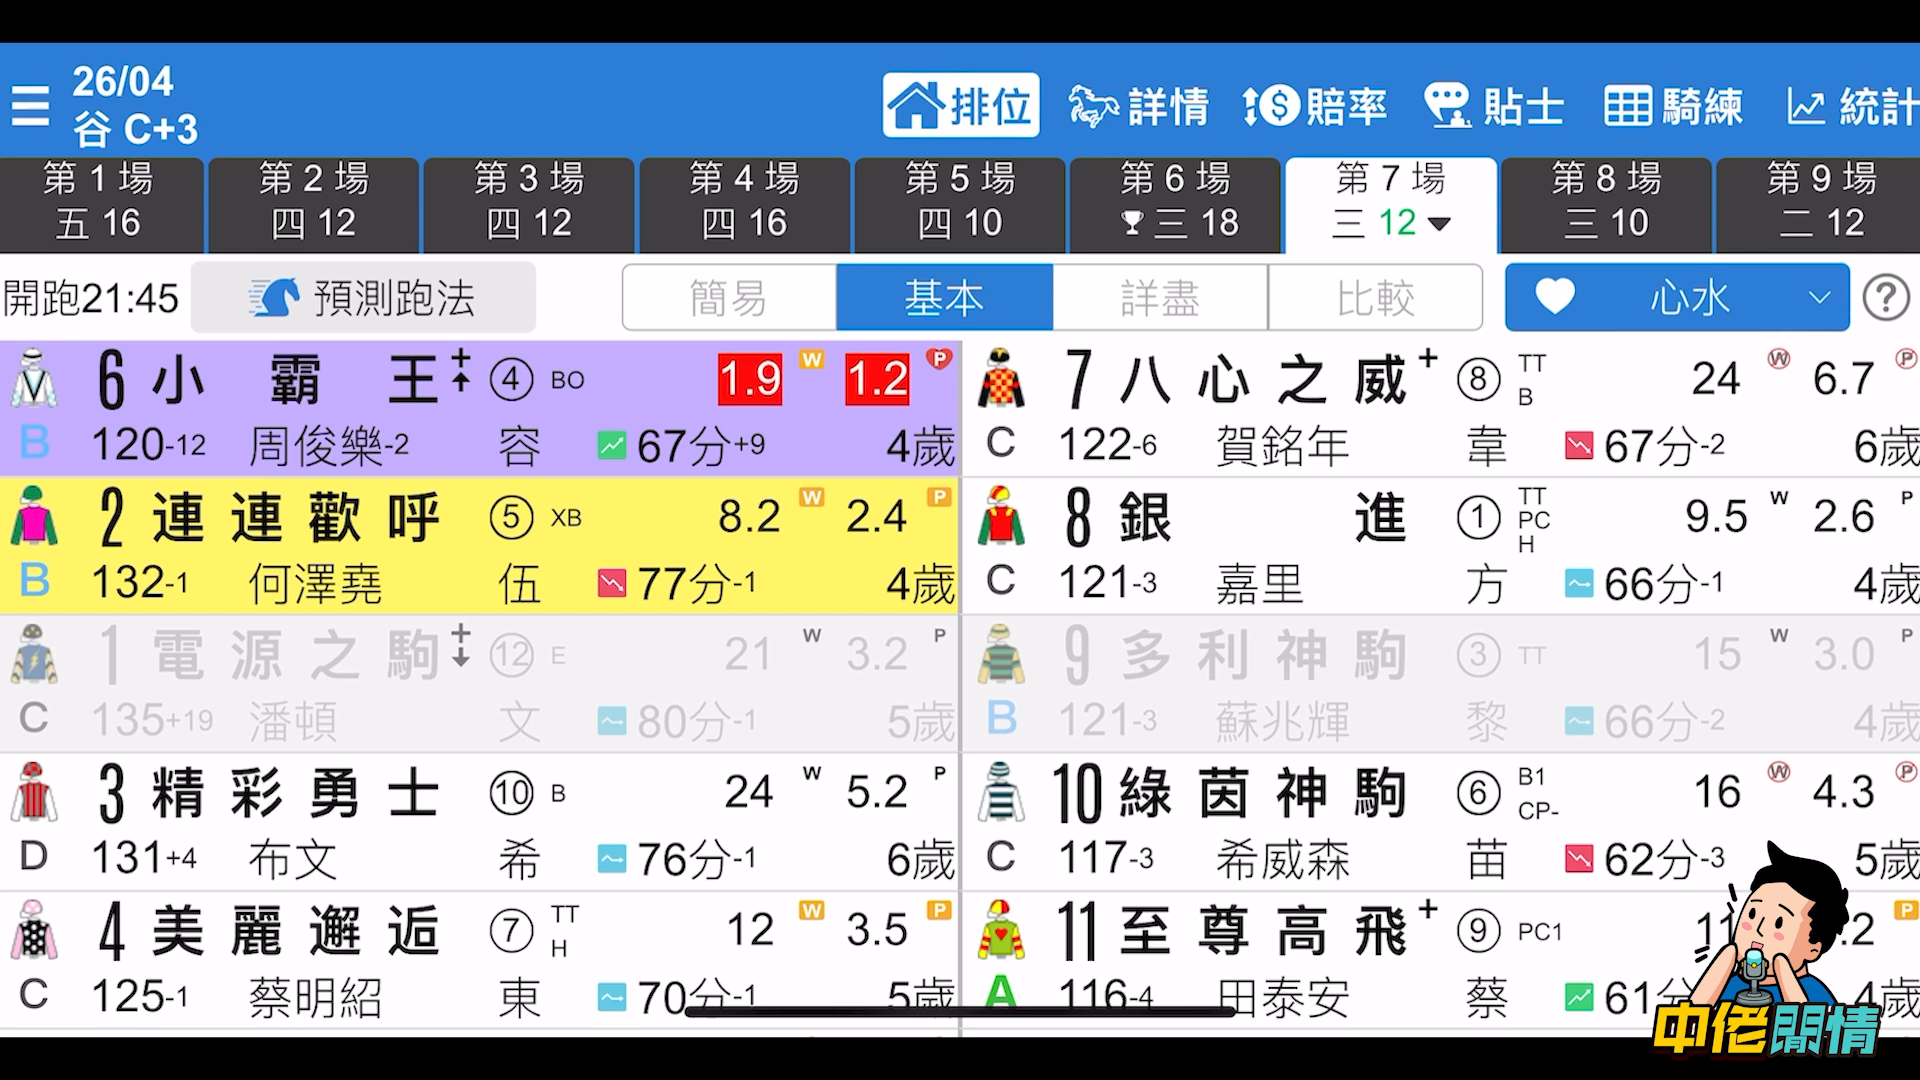 26/04
谷 C+3
排位
詳情
賠率
貼士
騎練
統計
第 1 場
五 16
第 2 場
四 12
第 3 場
四 12
第 4 場
四 16
第 5 場
四 10
第 6 場
三 18
第 7 場
三 12
第 8 場
三 10
第 9 場
二 12
開跑21:45
預測跑法
簡易
基本
詳盡
比較
心水
?
6 小霸王+ ④ BO 1.9 W 1.2 P
B 120-12 周俊樂-2 容 67分+9 4歲
2 連連歡呼 ⑤ XB 8.2 W 2.4 P
B 132-1 何澤堯 伍 77分-1 4歲
1 電源之駒+ ⑫ E 21 W 3.2 P
C 135+19 潘頓 文 80分-1 5歲
3 精彩勇士 ⑩ B 24 W 5.2 P
D 131+4 布文 希 76分-1 6歲
4 美麗邂逅 ⑦ TT H 12 W 3.5 P
C 125-1 蔡明紹 東 70分-1 5歲
7 八心之威+ ⑧ TT B 24 W 6.7 P
C 122-6 賀銘年 韋 67分-2 6歲
8 銀進 ① TT PC H 9.5 W 2.6 P
C 121-3 嘉里 方 66分-1 4歲
9 多利神駒 ③ TT 15 W 3.0 P
B 121-3 蘇兆輝 黎 66分-2 4歲
10 綠茵神駒 ⑥ B1 CP- 16 W 4.3 P
C 117-3 希威森 苗 62分-3 5歲
11 至尊高飛+ ⑨ PC1 .2 P
A 116-4 田泰安 蔡 61分 4歲
中佬閒情